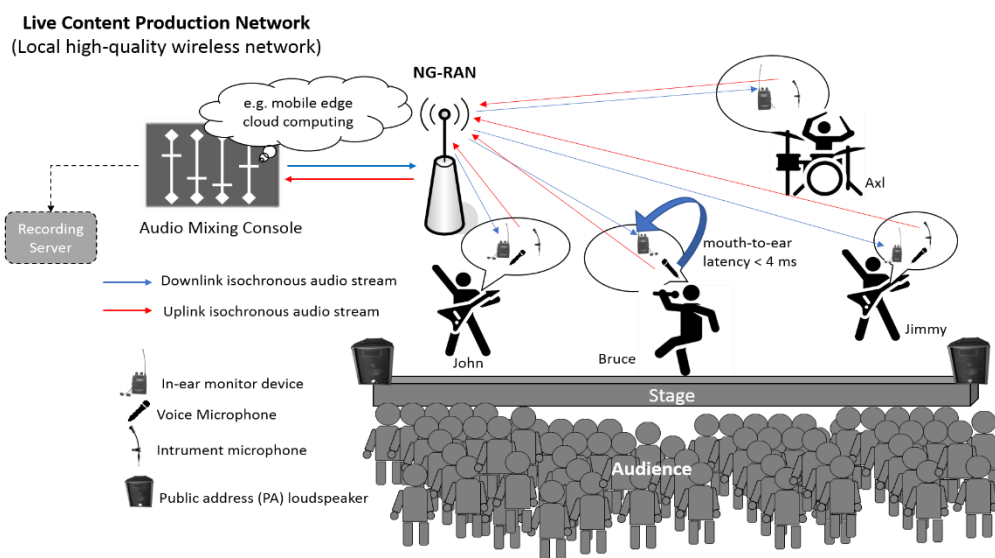 Live Content Production Network
(Local high-quality wireless network)
NG-RAN
e.g. mobile edge
cloud computing
Axl
Recording
Server
Audio Mixing Console
mouth-to-ear
latency < 4 ms
Downlink isochronous audio stream
Uplink isochronous audio stream
John
Bruce
Jimmy
In-ear monitor device
Stage
Voice Microphone
Intrument microphone
Audience
Public address (PA) loudspeaker